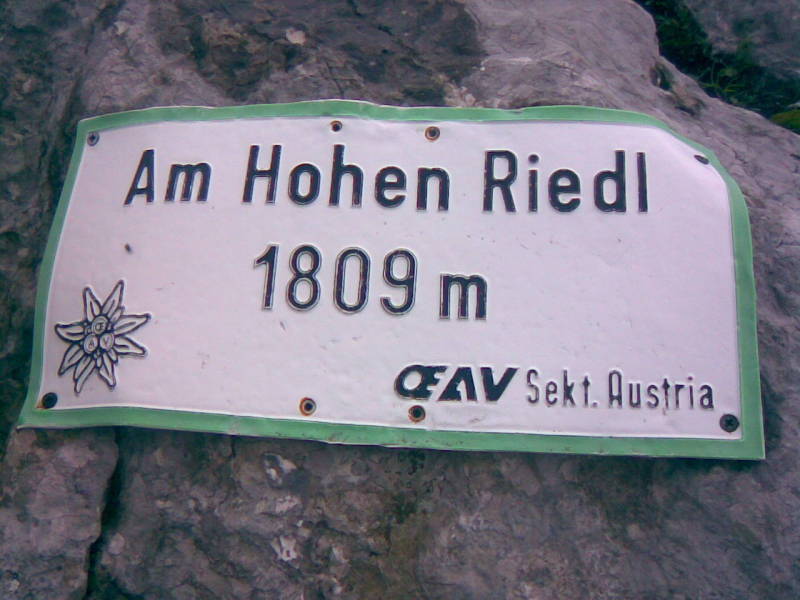 Am Hohen Riedl
1809 m
ŒAV Sekt. Austria